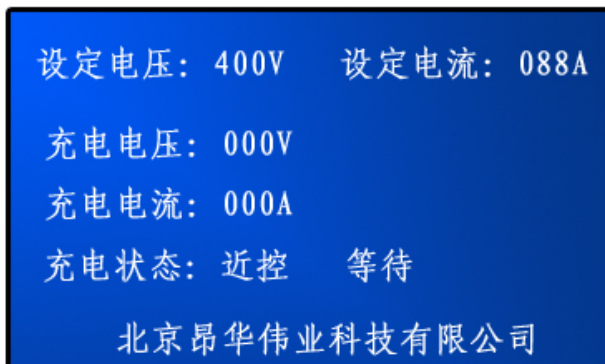 设定电压: 400V 设定电流: 088A
充电电压: 000V
充电电流: 000A
充电状态: 近控 等待
北京昂华伟业科技有限公司